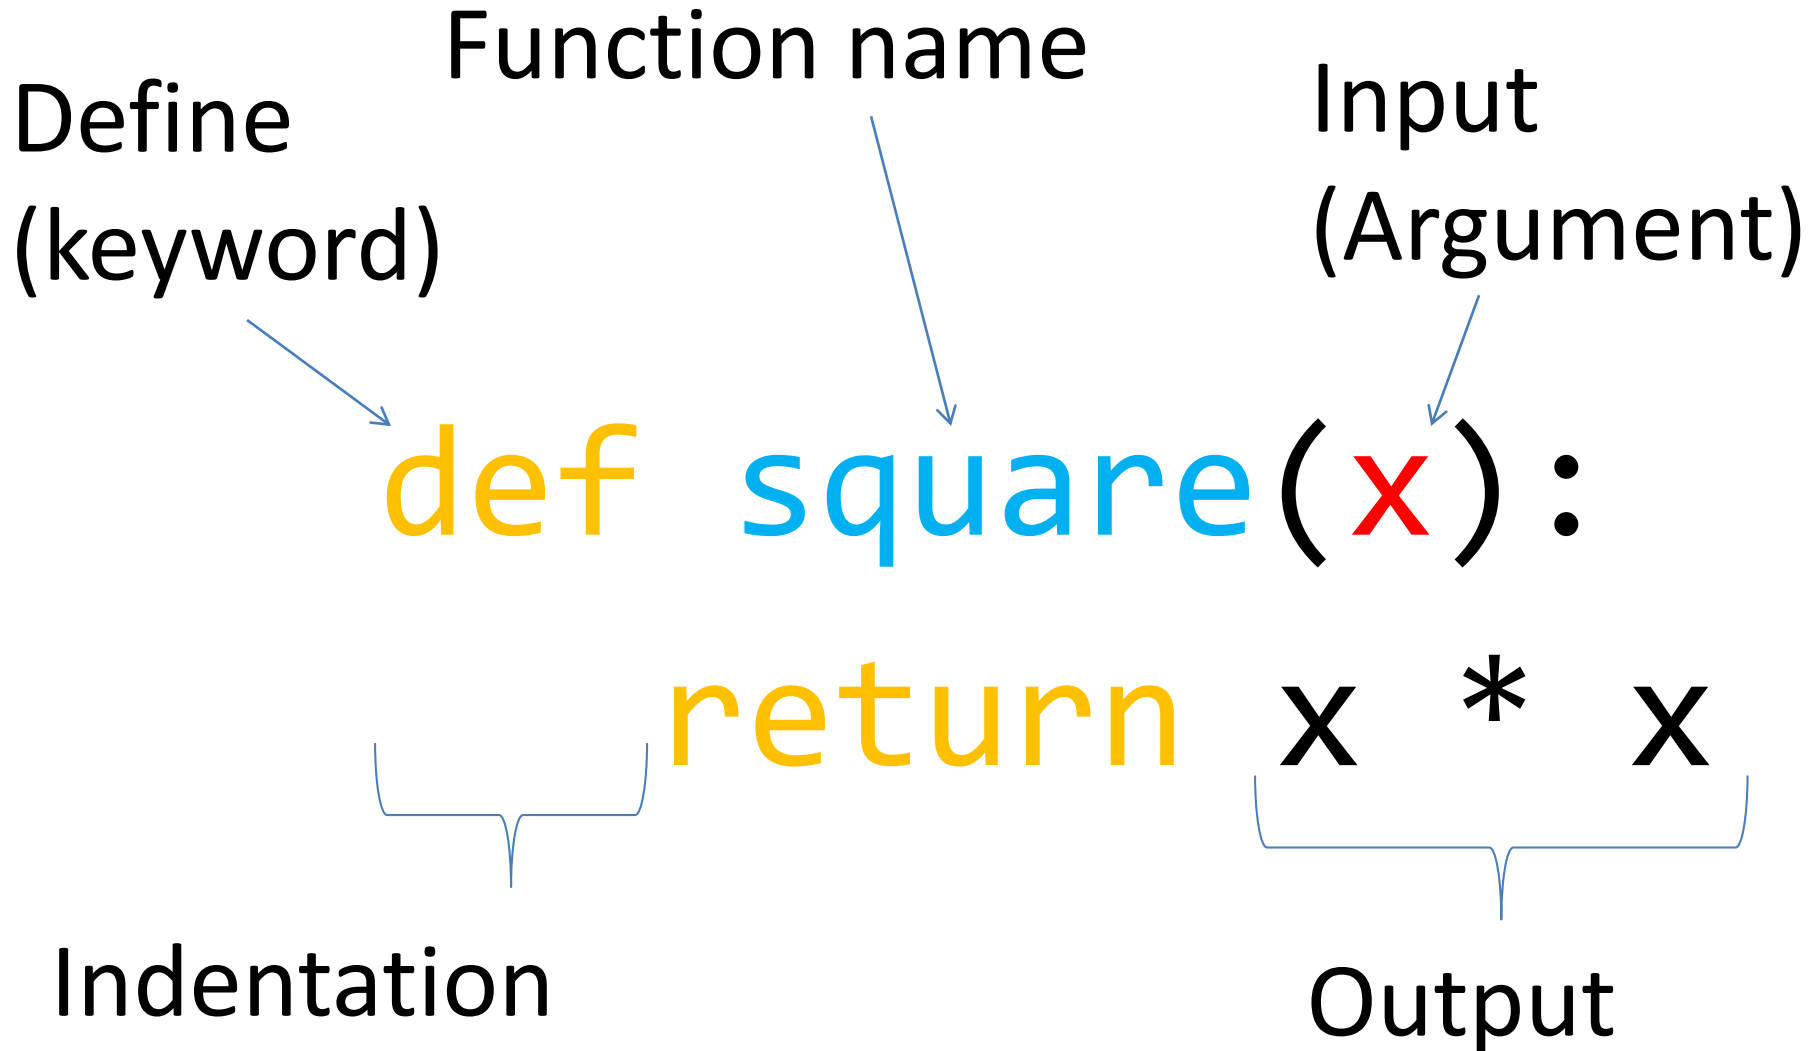 Function name
Define
(keyword)
Input
(Argument)
def square(x):
return x * x
Indentation
Output